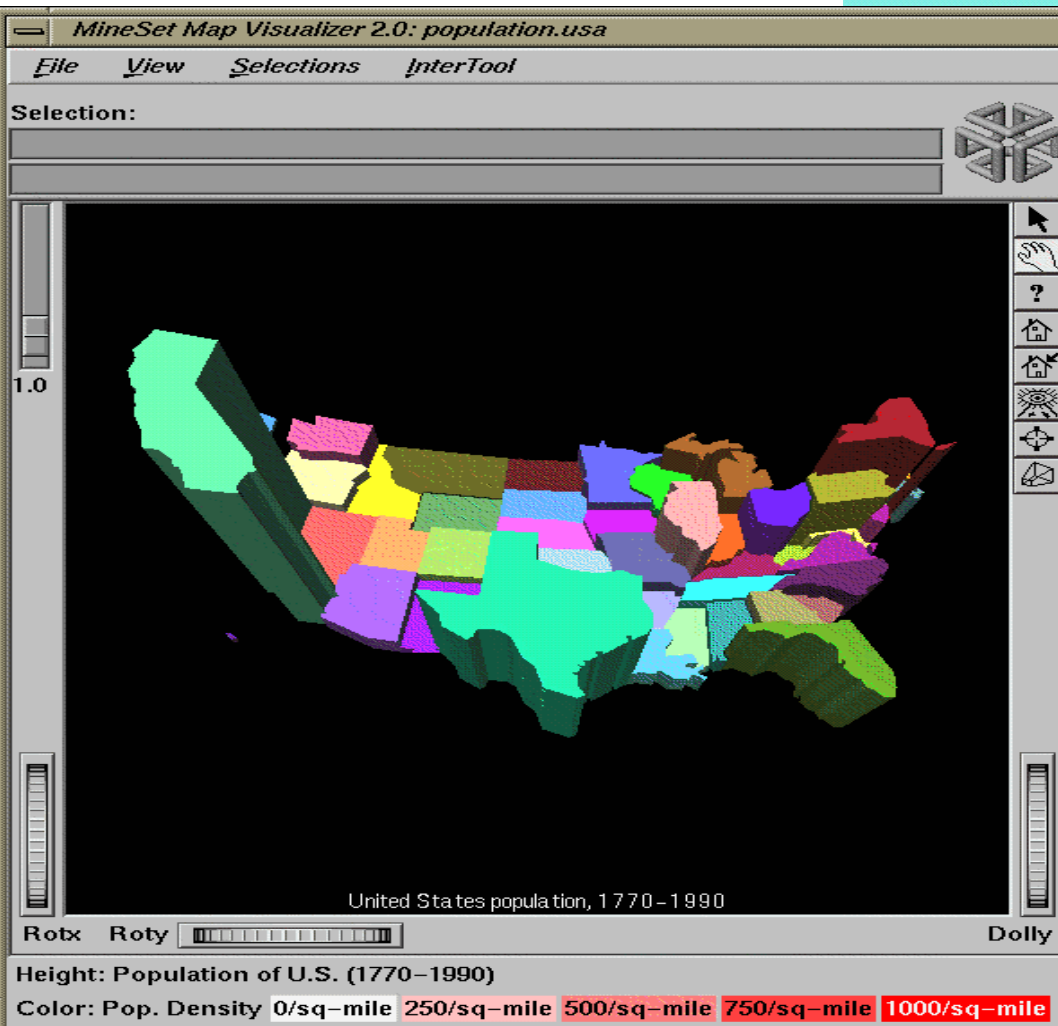 MineSet Map Visualizer 2.0: population.usa
File View Selections InterTool
Selection:
?
1.0
United States population, 1770-1990
Rotx Roty Dolly
Height: Population of U.S. (1770-1990)
Color: Pop. Density 0/sq-mile 250/sq-mile 500/sq-mile 750/sq-mile 1000/sq-mile